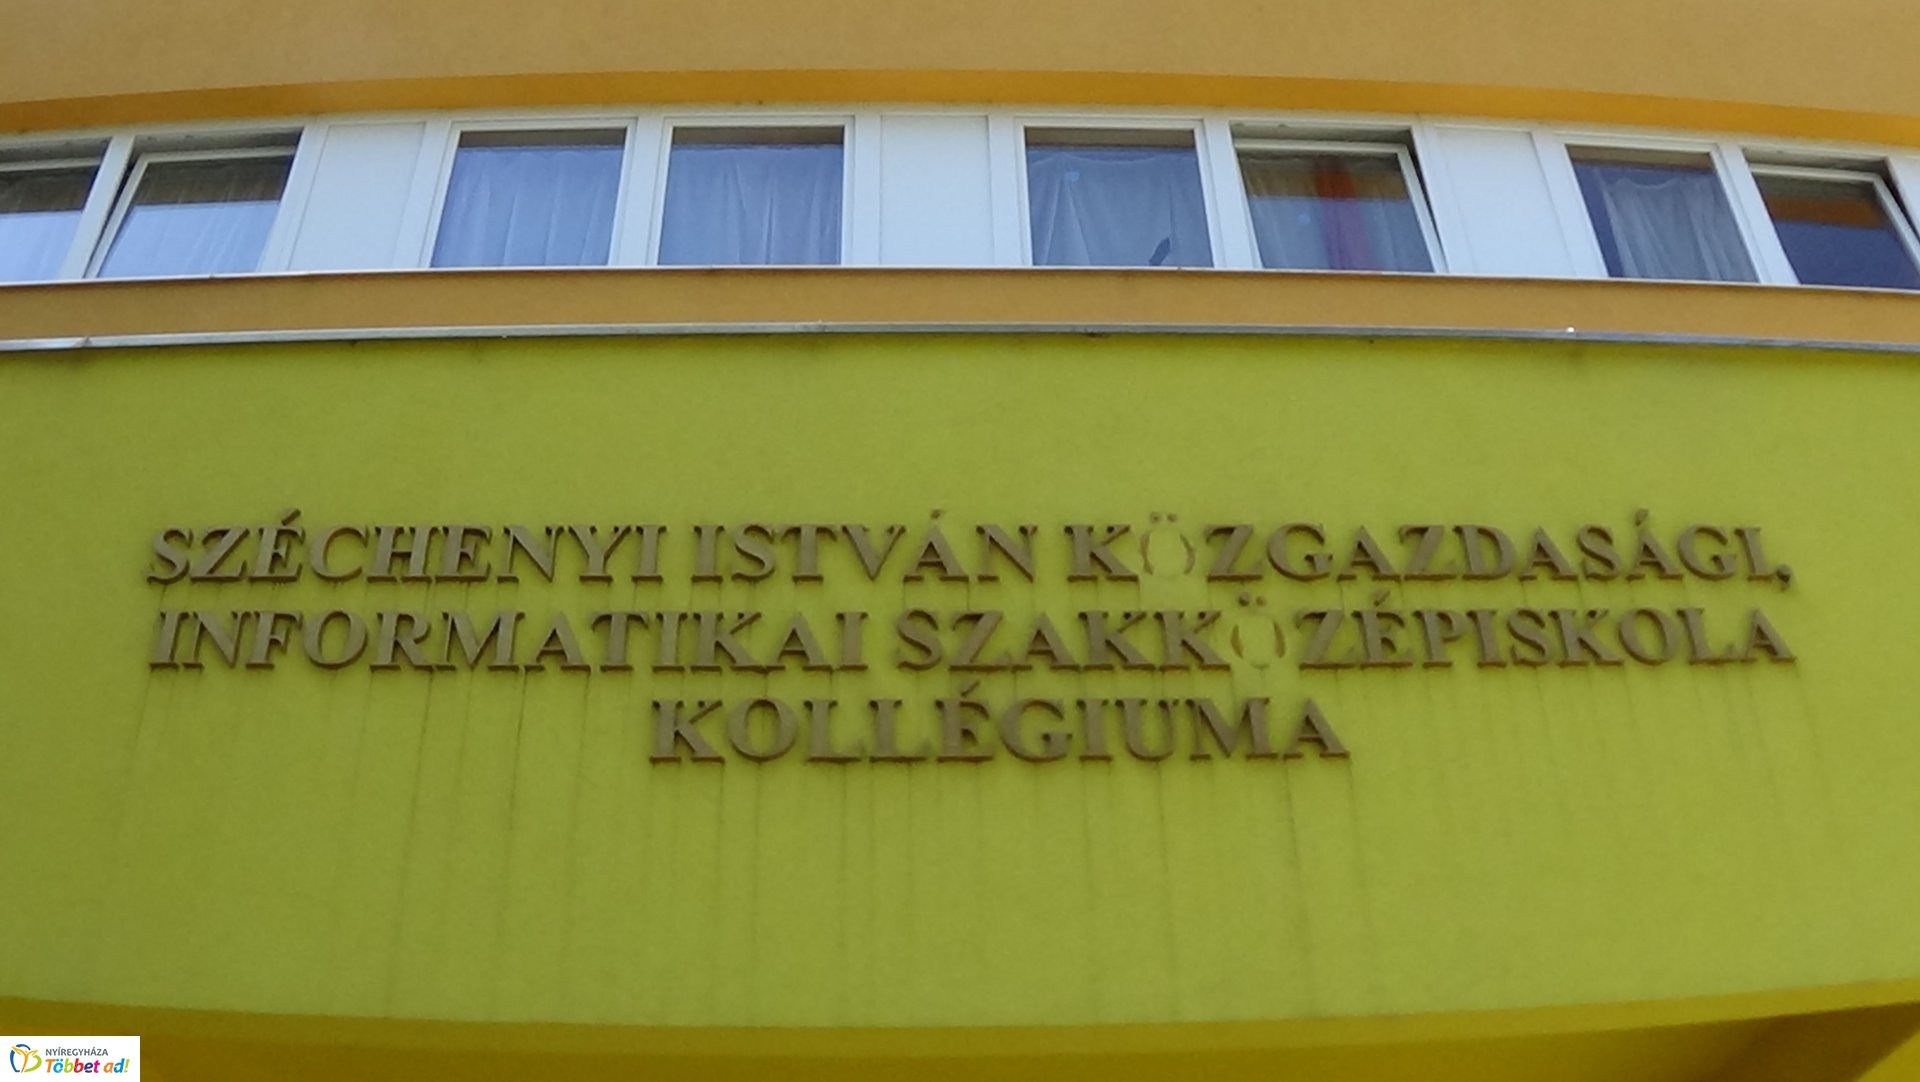 SZÉCHENYI ISTVÁN KÖZGAZDASÁGI,
INFORMATIKAI SZAKKÖZÉPISKOLA
KOLLÉGIUMA
NYÍREGYHÁZA
Többet ad!